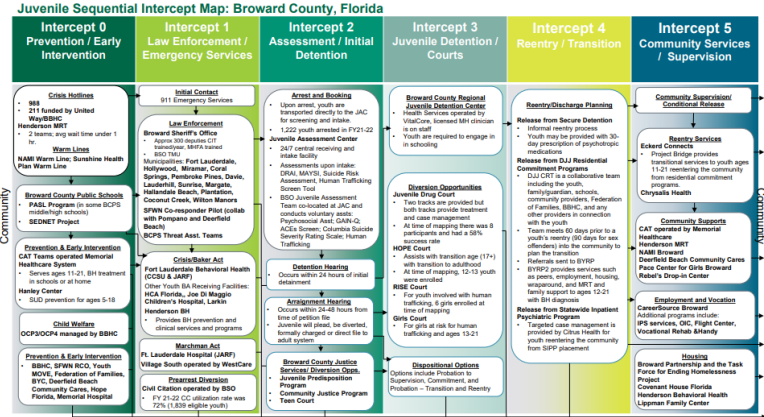 Juvenile Sequential Intercept Map: Broward County, Florida
Intercept 0
Prevention / Early
Intervention
Intercept 1
Law Enforcement /
Emergency Services
Intercept 2
Assessment / Initial
Detention
Intercept 3
Juvenile Detention
/ Courts
Intercept 4
Reentry / Transition
Intercept 5
Community Services
/ Supervision
Community
Crisis Hotlines
• 988
• 211 funded by United
Way/BBHC
Henderson MRT
• 2 teams; avg wait time under 1
hr.
Warm Lines
NAMI Warm Line; Sunshine Health
Plan Warm Line
Broward County Public Schools
• PASL Program (in some BCPS
middle/high schools)
• SEDNET Project
Prevention & Early Intervention
CAT Teams operated Memorial
Healthcare System
• Serves ages 11-21, BH treatment
in schools or at home
Hanley Center
• SUD prevention for ages 5-18
Child Welfare
OCP3/OCP4 managed by BBHC
Prevention & Early Intervention
• BBHC, SFWN RCO, Youth
MOVE, Federation of Families,
BYC, Deerfield Beach
Community Cares, Hope
Florida, Memorial Hospital
Initial Contact
911 Emergency Services
Law Enforcement
Broward Sheriff's Office
• Approx 300 deputies CIT
trained/year, MHFA trained
• BSO TMU
Municipalities: Fort Lauderdale,
Hollywood, Miramar, Coral
Springs, Pembroke Pines, Davie,
Lauderhill, Sunrise, Margate,
Hallandale Beach, Plantation,
Coconut Creek, Wilton Manors
SFWN Co-responder Pilot (collab
with Pompano and Deerfield
Beach)
BCPS Threat Asst. Teams
Crisis/Baker Act
Fort Lauderdale Behavioral Health
(CCSU & JARF)
Other Youth BA Receiving Facilities:
HCA Florida, Joe Di Maggio
Children's Hospital, Larkin
Henderson BH
• Provides BH prevention and
clinical services and programs
Marchman Act
Ft. Lauderdale Hospital (JARF)
Village South operated by WestCare
Prearrest Diversion
Civil Citation operated by BSO
• FY 21-22 CC utilization rate was
72% (1,839 eligible youth)
Arrest and Booking
• Upon arrest, youth are
transported directly to the JAC
for screening and intake.
• 1,222 youth arrested in FY21-22
Juvenile Assessment Center
• 24/7 central receiving and
intake facility
• Assessments upon intake:
DRAI, MAYSI, Suicide Risk
Assessment, Human Trafficking
Screen Tool
• BSO Juvenile Assessment
Team co-located at JAC and
conducts voluntary assts:
Psychosocial Asst; GAIN-Q;
ACEs Screen; Columbia Suicide
Severity Rating Scale; Human
Trafficking
Detention Hearing
• Occurs within 24 hours of initial
detainment
Arraignment Hearing
• Occurs within 24-48 hours from
time of petition file
• Juvenile will plead, be diverted,
formally charged or direct file to
adult system
Broward County Justice
Services/ Diversion Opps.
• Juvenile Predisposition
Program
• Community Justice Program
• Teen Court
Broward County Regional
Juvenile Detention Center
• Health Services operated by
VitalCore, licensed MH clinician
is on staff
• Youth are required to engage in
in schooling
Diversion Opportunities
Juvenile Drug Court
• Two tracks are provided but
both tracks provide treatment
and case management
• At time of mapping there was 8
participants and had a 58%
success rate
HOPE Court
• Assists with transition age (17+)
with transition to adulthood
• At time of mapping, 12-13 youth
were enrolled
RISE Court
• For youth involved with human
trafficking, 6 girls enrolled at
time of mapping
Girls Court
• For girls at risk for human
trafficking and ages 13-21
Dispositional Options
Options include Probation to
Supervision, Commitment, and
Probation – Transition and Reentry
Reentry/Discharge Planning
Release from Secure Detention
• Informal reentry process
• Youth may be provided with 30-
day prescription of psychotropic
medications
Release from DJJ Residential
Commitment Programs
• DJJ CRT is a collaborative
team including the youth,
family/guardian, schools,
community providers, Federation
of Families, BBHC, and any
other providers in connection
with the youth
• Team meets 60 days prior to a
youth's reentry (90 days for sex
offenders) into the community to
plan the transition
• Referrals sent to BYRP
• BYRP2 provides services such
as peers, employment, housing,
wraparound, and MRT and
family support to ages 12-21
with BH diagnosis
Release from Statewide Inpatient
Psychiatric Program
• Targeted case management is
provided by Citrus Health for
youth reentering the community
from SIPP placement
Community Supervision/
Conditional Release
Reentry Services
Eckerd Connects
• Project Bridge provides
transitional services to youth ages
11-21 reentering the community
from residential commitment
programs.
Chrysalis Health
Community Supports
CAT operated by Memorial
Healthcare
Henderson MRT
NAMI Broward
Deerfield Beach Community Cares
Pace Center for Girls Broward
Rebel's Drop-in Center
Employment and Vocation
CareerSource Broward
Additional programs include:
IPS services, OIC, Flight Center,
Vocational Rehab &Handy
Housing
Broward Partnership and the Task
Force for Ending Homelessness
Project
Covenant House Florida
Henderson Behavioral Health
Lippman Family Center
Community